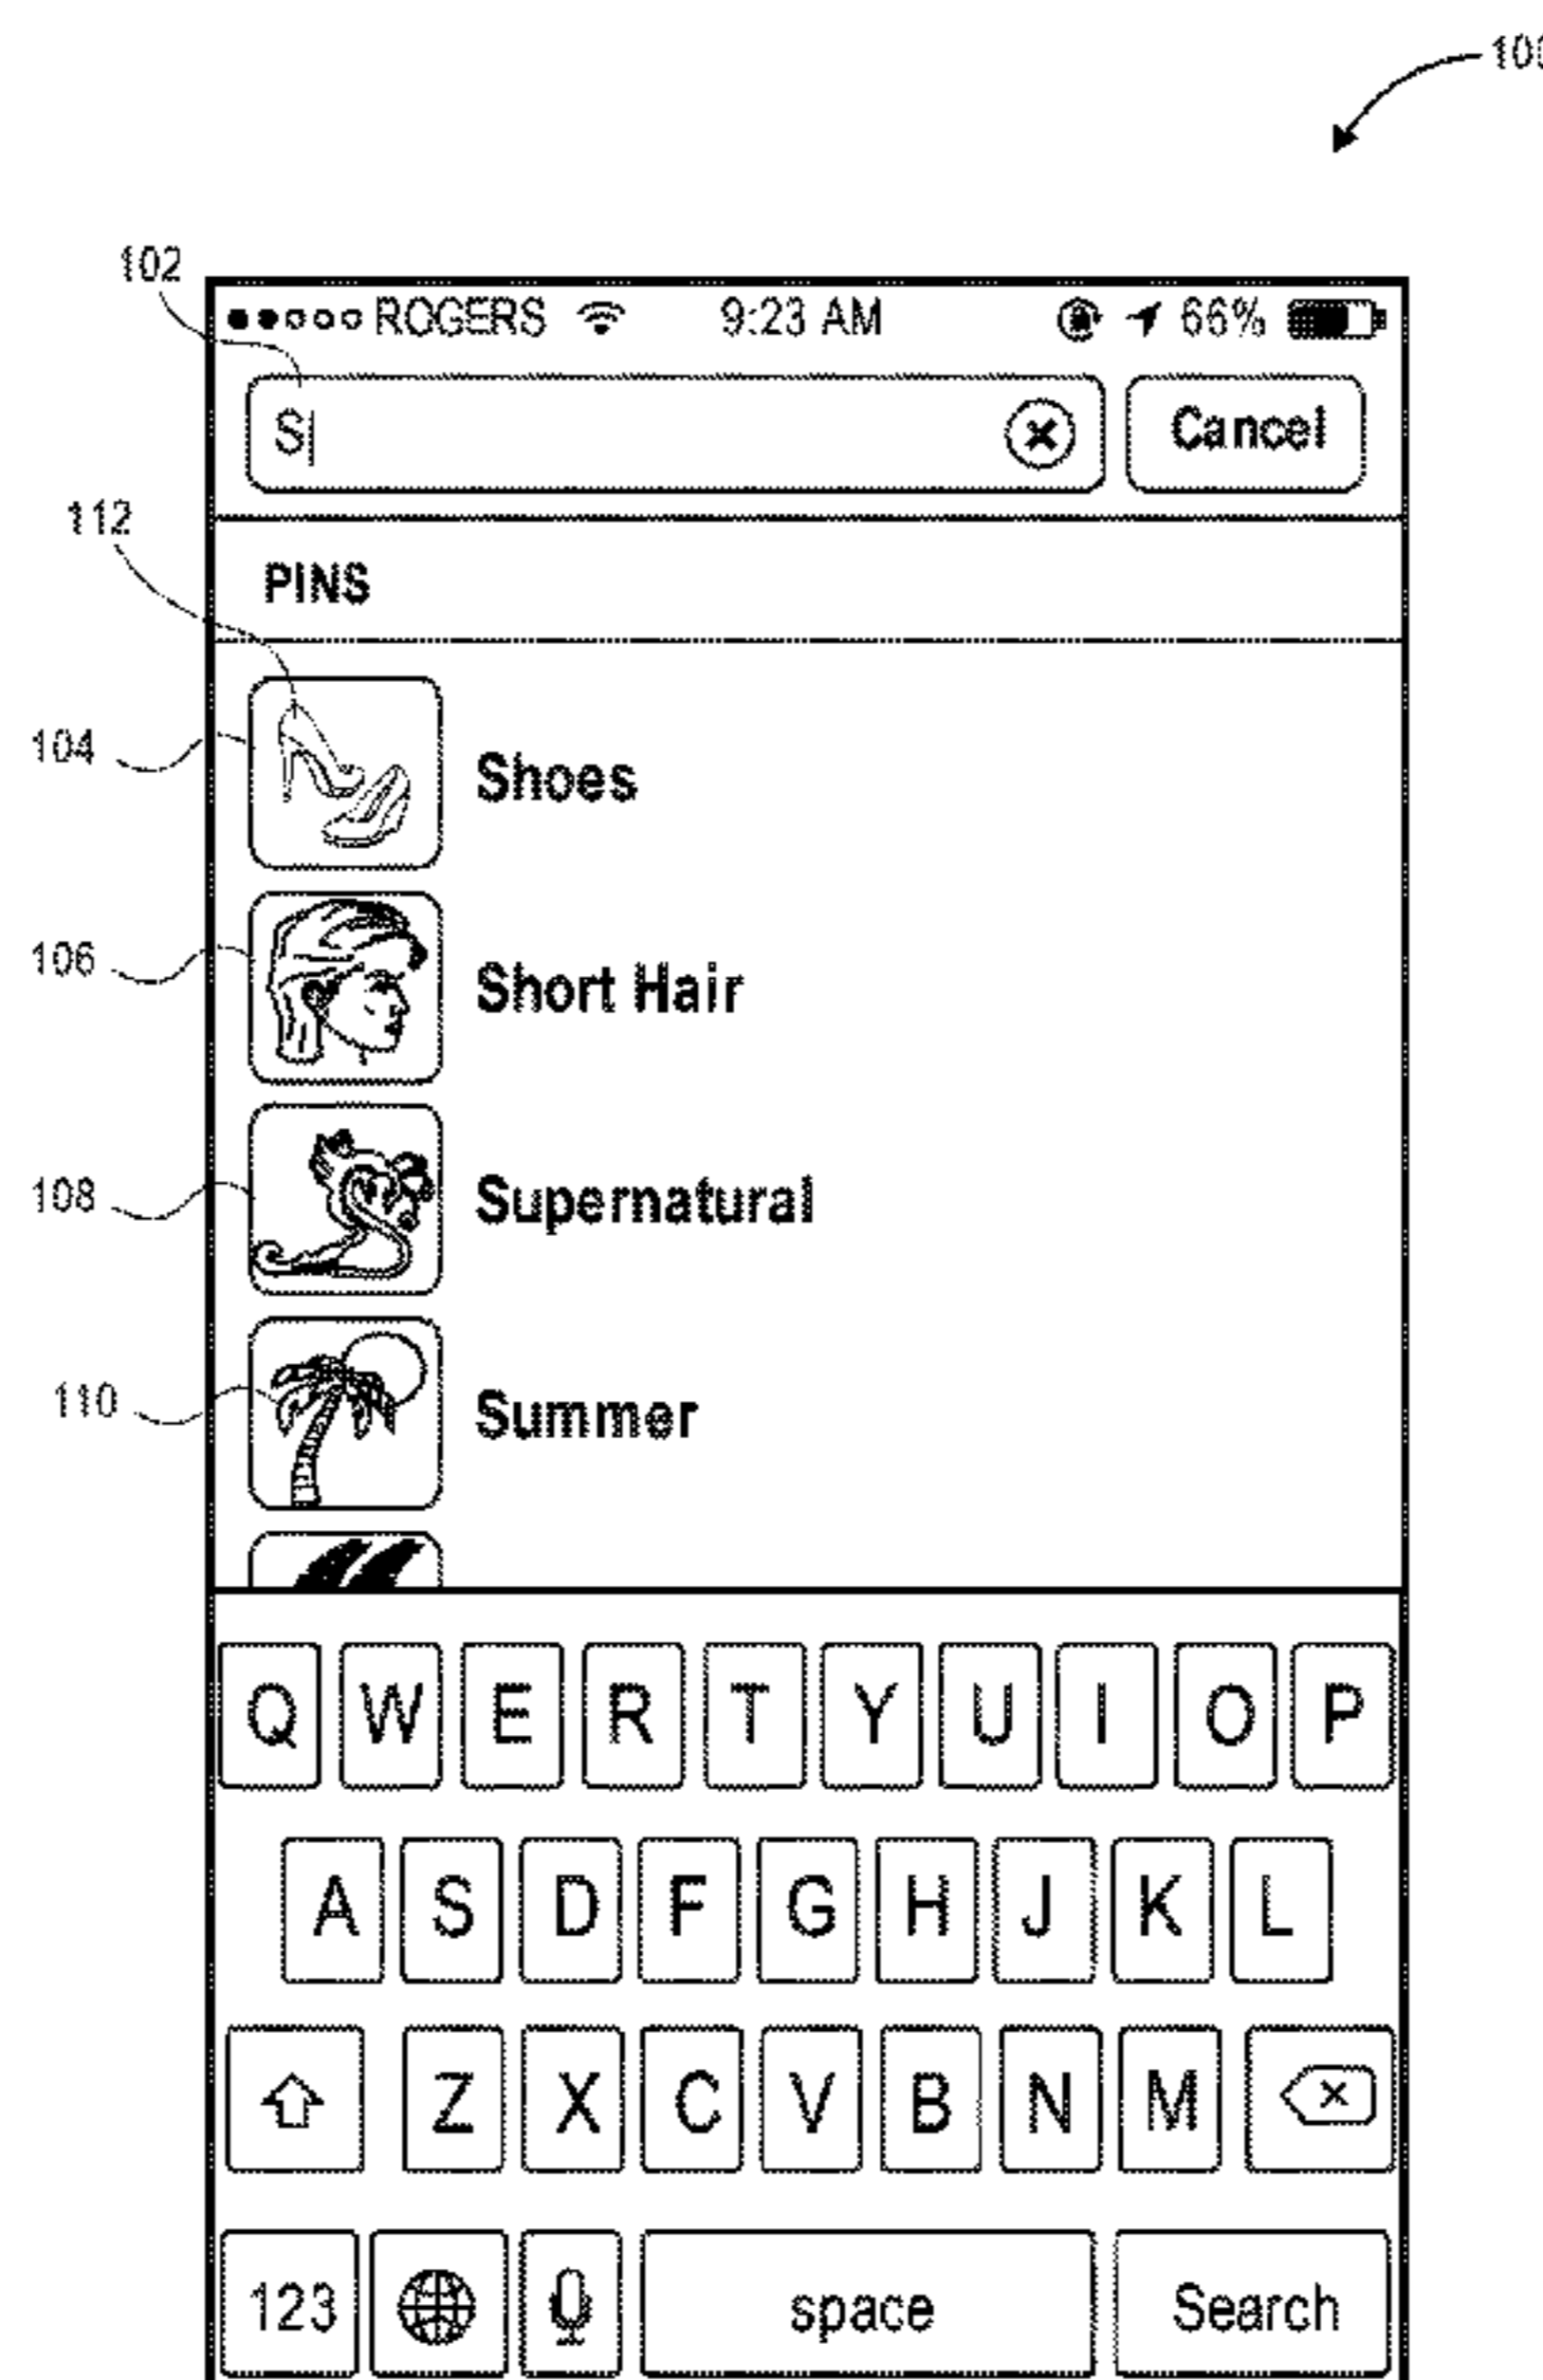 102
ROGERS 9:23 AM 66%
S
Cancel
112
PINS
104
Shoes
106
Short Hair
108
Supernatural
110
Summer
Q W E R T Y U I O P
A S D F G H J K L
Z X C V B N M
123 space Search